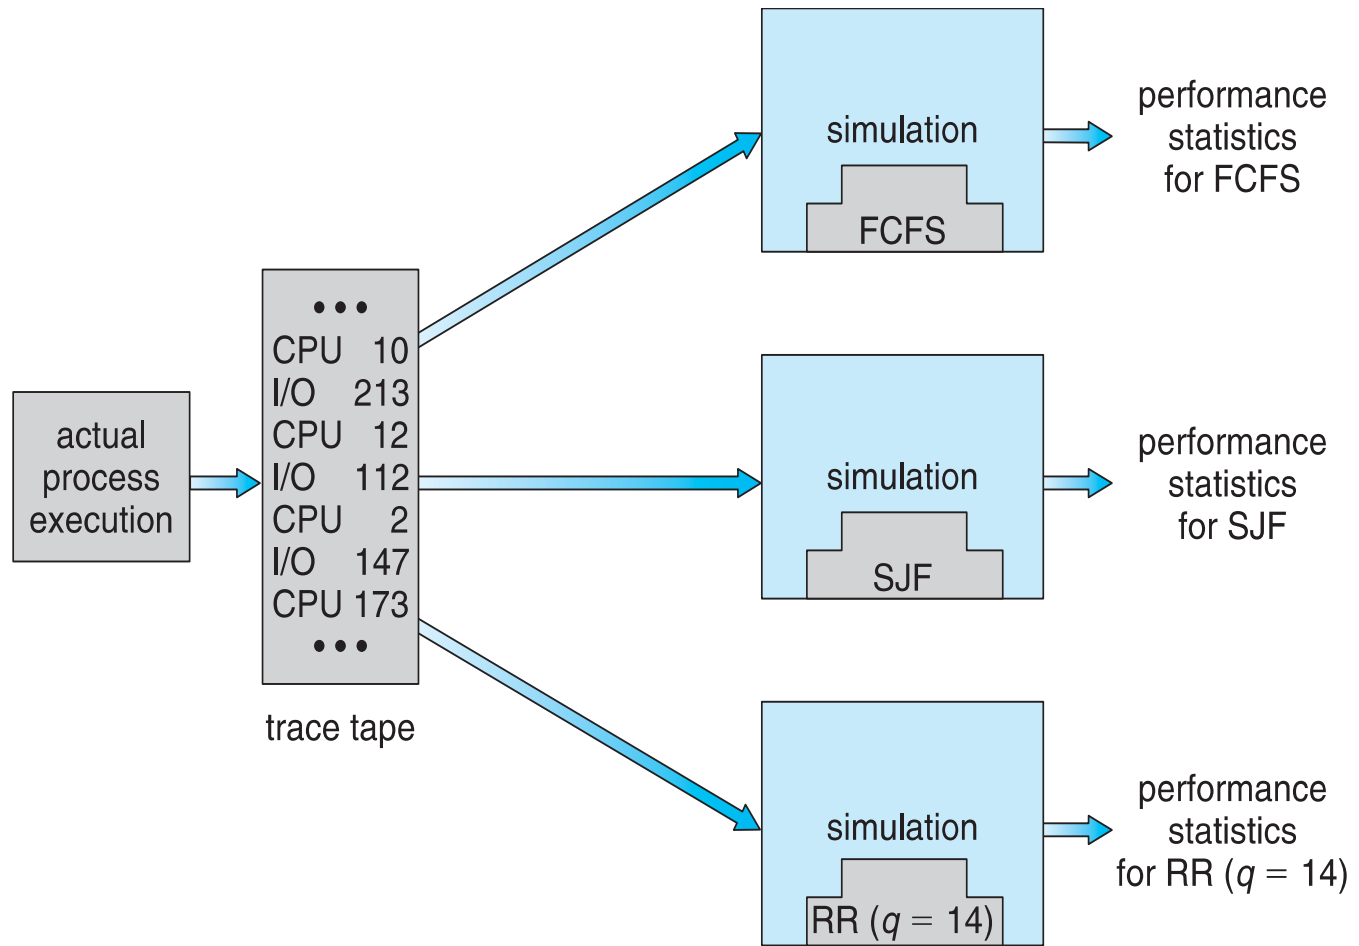 actual
process
execution
•••
CPU 10
I/O 213
CPU 12
I/O 112
CPU 2
I/O 147
CPU 173
•••
trace tape
simulation
FCFS
performance
statistics
for FCFS
simulation
SJF
performance
statistics
for SJF
simulation
RR (q = 14)
performance
statistics
for RR (q = 14)